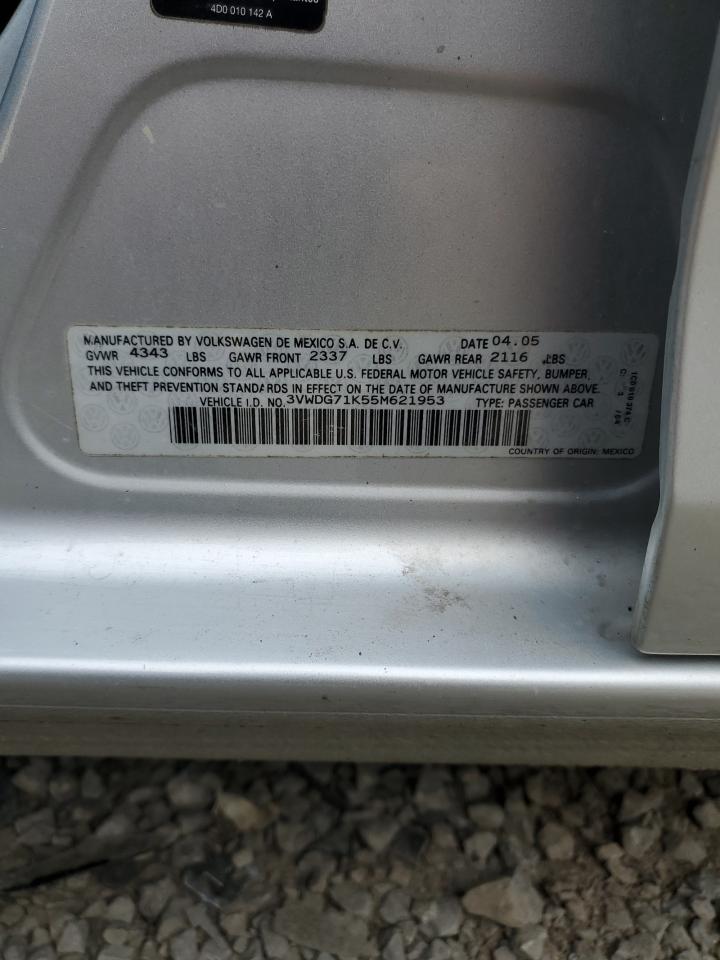 4D0 010 142 A
MANUFACTURED BY VOLKSWAGEN DE MEXICO S.A. DE C.V. DATE 04.05
GVWR 4343 LBS GAWR FRONT 2337 LBS GAWR REAR 2116 LBS
THIS VEHICLE CONFORMS TO ALL APPLICABLE U.S. FEDERAL MOTOR VEHICLE SAFETY, BUMPER,
AND THEFT PREVENTION STANDARDS IN EFFECT ON THE DATE OF MANUFACTURE SHOWN ABOVE.
VEHICLE I.D. NO. 3VWDG71K55M621953 TYPE: PASSENGER CAR
COUNTRY OF ORIGIN: MEXICO
1C0 010 374 C